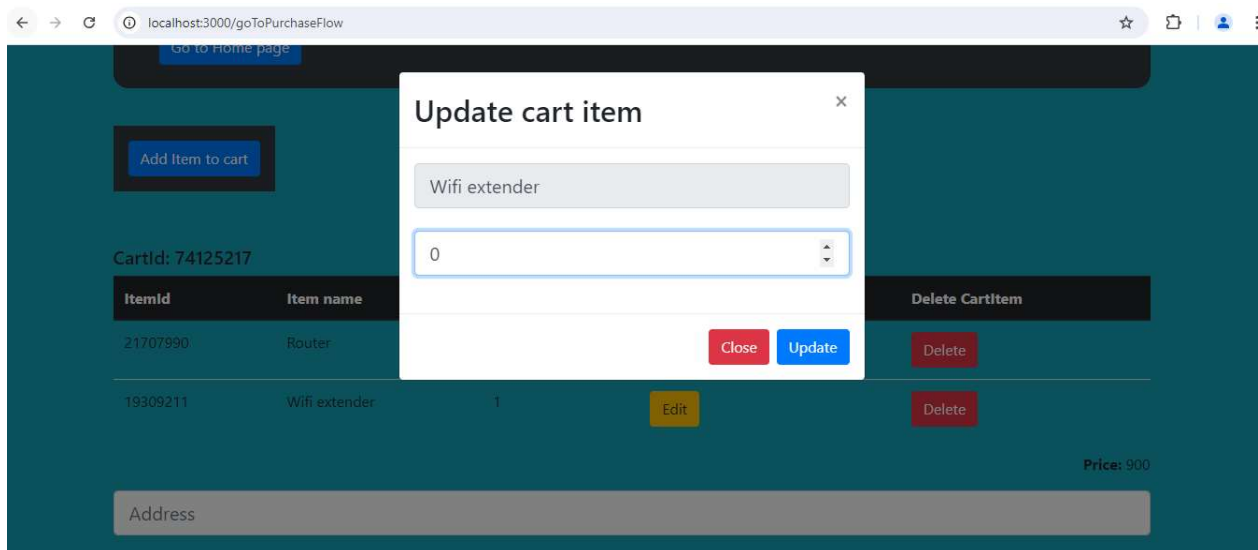 localhost:3000/goToPurchaseFlow
Go to Home page
Update cart item ×
Add Item to cart
Wifi extender
CartId: 74125217
0
ItemId Item name Delete CartItem
21707990 Router Close Update Delete
19309211 Wifi extender 1 Edit Delete
Price: 900
Address